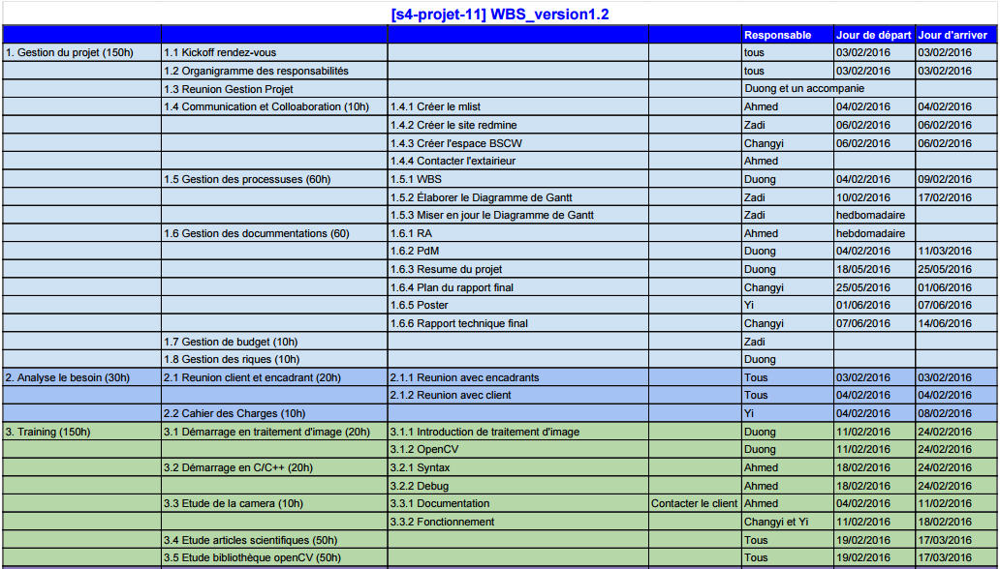 [s4-projet-11] WBS_version1.2
Responsable Jour de départ Jour d'arriver
1. Gestion du projet (150h) 1.1 Kickoff rendez-vous tous 03/02/2016 03/02/2016
1.2 Organigramme des responsabilités tous 03/02/2016 03/02/2016
1.3 Reunion Gestion Projet Duong et un accompanie
1.4 Communication et Colloaboration (10h) 1.4.1 Créer le mlist Ahmed 04/02/2016 04/02/2016
1.4.2 Créer le site redmine Zadi 06/02/2016 06/02/2016
1.4.3 Créer l'espace BSCW Changyi 06/02/2016 06/02/2016
1.4.4 Contacter l'extairieur Ahmed
1.5 Gestion des processuses (60h) 1.5.1 WBS Duong 04/02/2016 09/02/2016
1.5.2 Élaborer le Diagramme de Gantt Zadi 10/02/2016 17/02/2016
1.5.3 Miser en jour le Diagramme de Gantt Zadi hedbomadaire
1.6 Gestion des docummentations (60) 1.6.1 RA Ahmed hebdomadaire
1.6.2 PdM Duong 04/02/2016 11/03/2016
1.6.3 Resume du projet Duong 18/05/2016 25/05/2016
1.6.4 Plan du rapport final Changyi 25/05/2016 01/06/2016
1.6.5 Poster Yi 01/06/2016 07/06/2016
1.6.6 Rapport technique final Changyi 07/06/2016 14/06/2016
1.7 Gestion de budget (10h) Zadi
1.8 Gestion des riques (10h) Duong
2. Analyse le besoin (30h) 2.1 Reunion client et encadrant (20h) 2.1.1 Reunion avec encadrants Tous 03/02/2016 03/02/2016
2.1.2 Reunion avec client Tous 04/02/2016 04/02/2016
2.2 Cahier des Charges (10h) Yi 04/02/2016 08/02/2016
3. Training (150h) 3.1 Démarrage en traitement d'image (20h) 3.1.1 Introduction de traitement d'image Duong 11/02/2016 24/02/2016
3.1.2 OpenCV Duong 11/02/2016 24/02/2016
3.2 Démarrage en C/C++ (20h) 3.2.1 Syntax Ahmed 18/02/2016 24/02/2016
3.2.2 Debug Ahmed 18/02/2016 24/02/2016
3.3 Etude de la camera (10h) 3.3.1 Documentation Contacter le client Ahmed 04/02/2016 11/02/2016
3.3.2 Fonctionnement Changyi et Yi 11/02/2016 18/02/2016
3.4 Etude articles scientifiques (50h) Tous 19/02/2016 17/03/2016
3.5 Etude bibliothèque openCV (50h) Tous 19/02/2016 17/03/2016